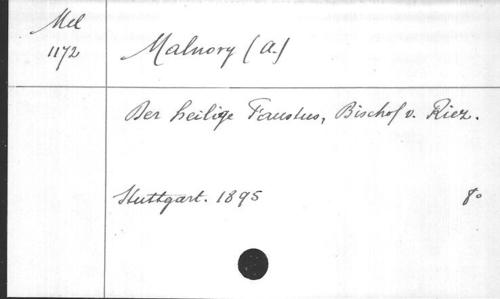 Mel
1172
Malnory (A.)
Der heilige Faustus, Bischof v. Riez.
Stuttgart. 1895
8°